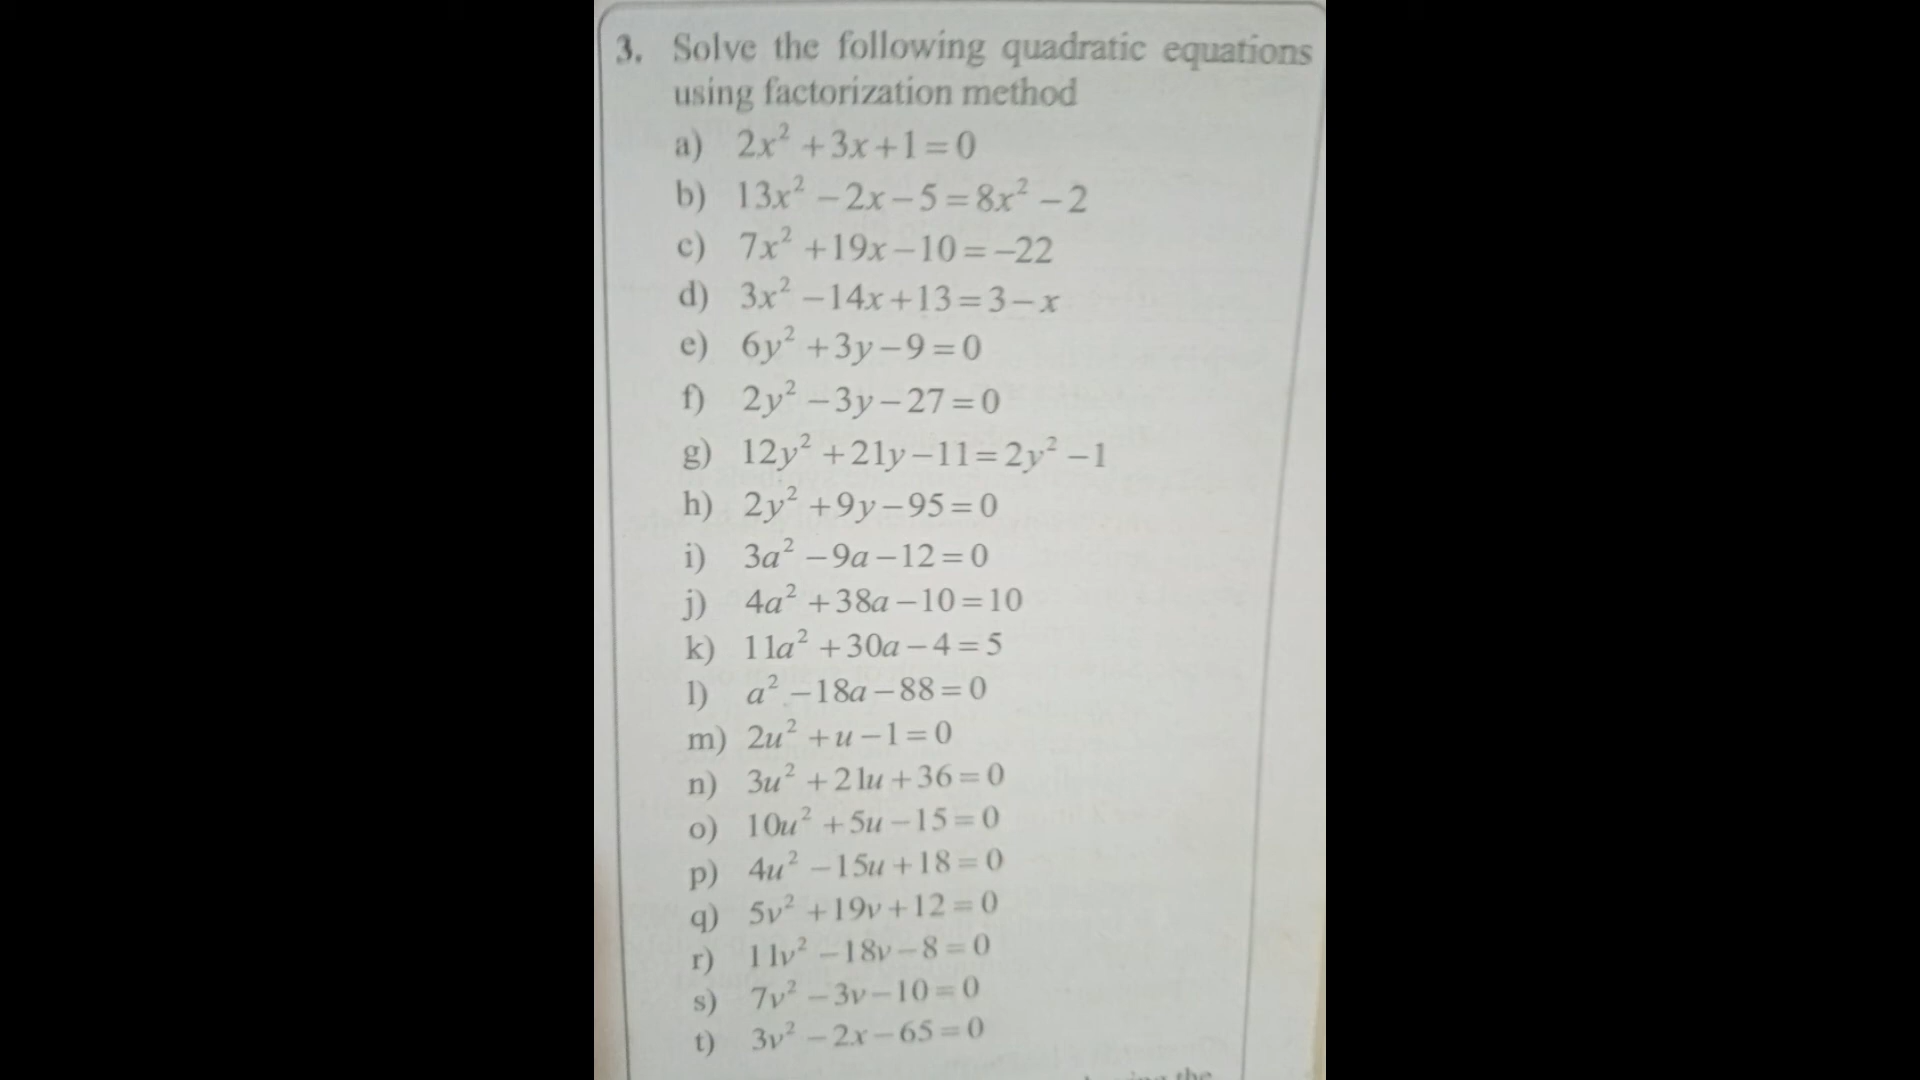 3. Solve the following quadratic equations
using factorization method
a) 2x² + 3x + 1 = 0
b) 13x² – 2x – 5 = 8x² – 2
c) 7x² + 19x – 10 = –22
d) 3x² – 14x + 13 = 3 – x
e) 6y² + 3y – 9 = 0
f) 2y² – 3y – 27 = 0
g) 12y² + 21y – 11 = 2y² – 1
h) 2y² + 9y – 95 = 0
i) 3a² – 9a – 12 = 0
j) 4a² + 38a – 10 = 10
k) 11a² + 30a – 4 = 5
l) a² – 18a – 88 = 0
m) 2u² + u – 1 = 0
n) 3u² + 21u + 36 = 0
o) 10u² + 5u – 15 = 0
p) 4u² – 15u + 18 = 0
q) 5v² + 19v + 12 = 0
r) 11v² – 18v – 8 = 0
s) 7v² – 3v – 10 = 0
t) 3v² – 2x – 65 = 0
the